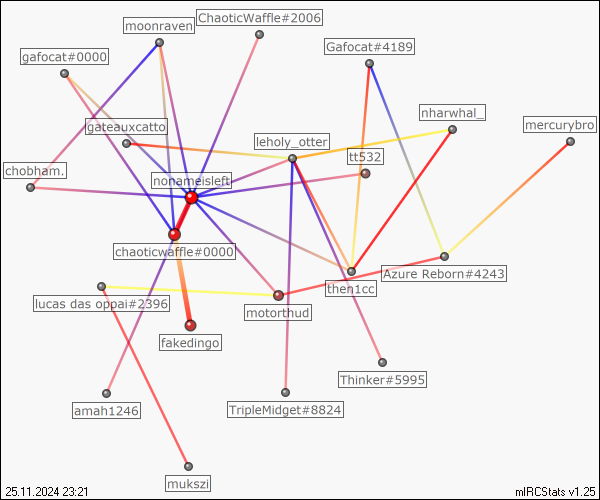 ChaoticWaffle#2006
moonraven
Gafocat#4189
gafocat#0000
nharwhal_
mercurybro
gateauxcatto
leholy_otter
tt532
chobham.
nonameisleft
chaoticwaffle#0000
Azure Reborn#4243
then1cc
lucas das oppai#2396
motorthud
fakedingo
Thinker#5995
amah1246
TripleMidget#8824
mukszi
25.11.2024 23:21
mIRCStats v1.25